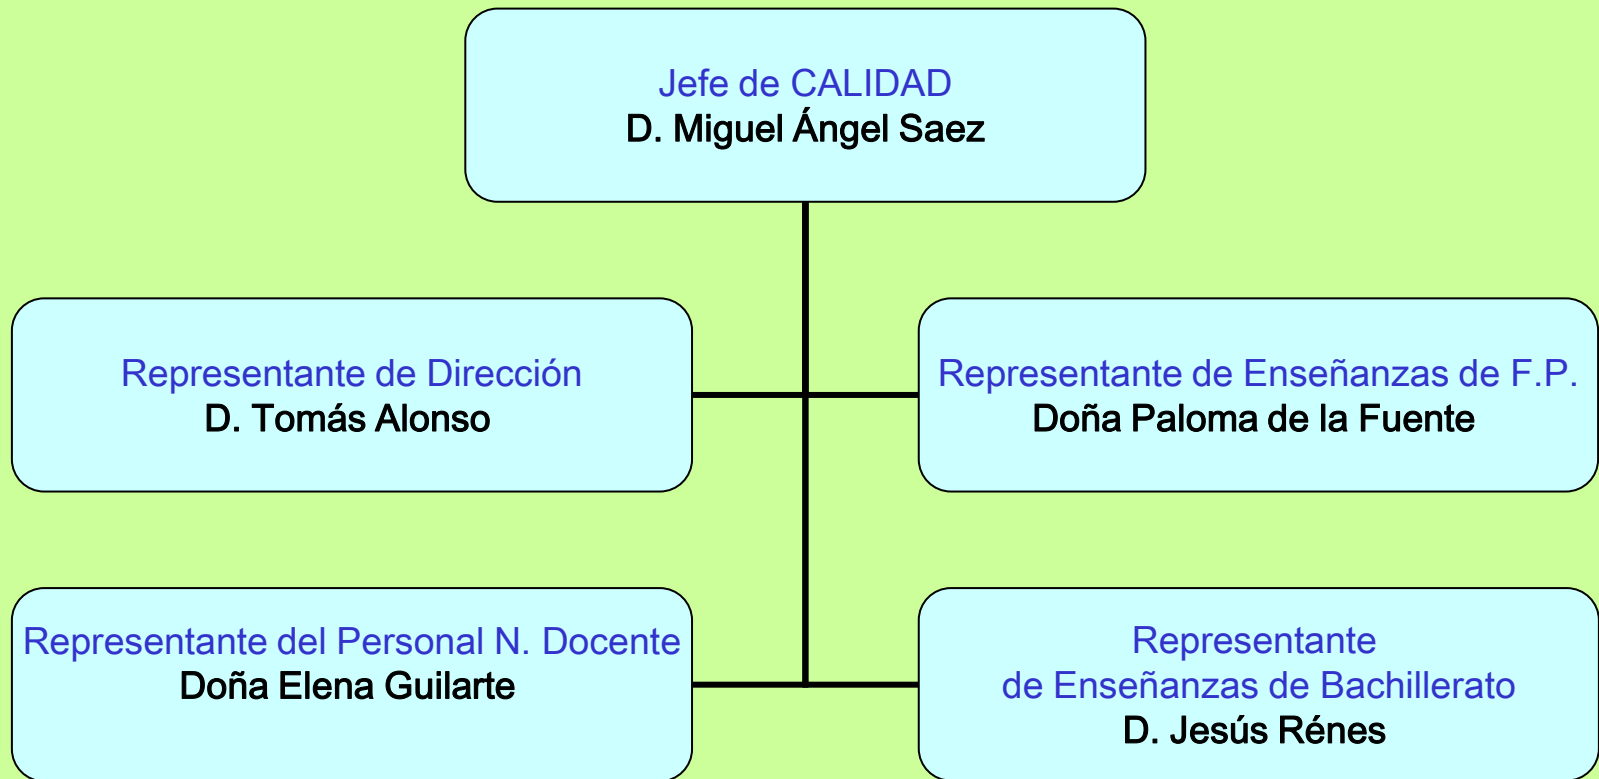 Jefe de CALIDAD
D. Miguel Ángel Saez
Representante de Dirección
D. Tomás Alonso
Representante de Enseñanzas de F.P.
Doña Paloma de la Fuente
Representante del Personal N. Docente
Doña Elena Guilarte
Representante
de Enseñanzas de Bachillerato
D. Jesús Rénes